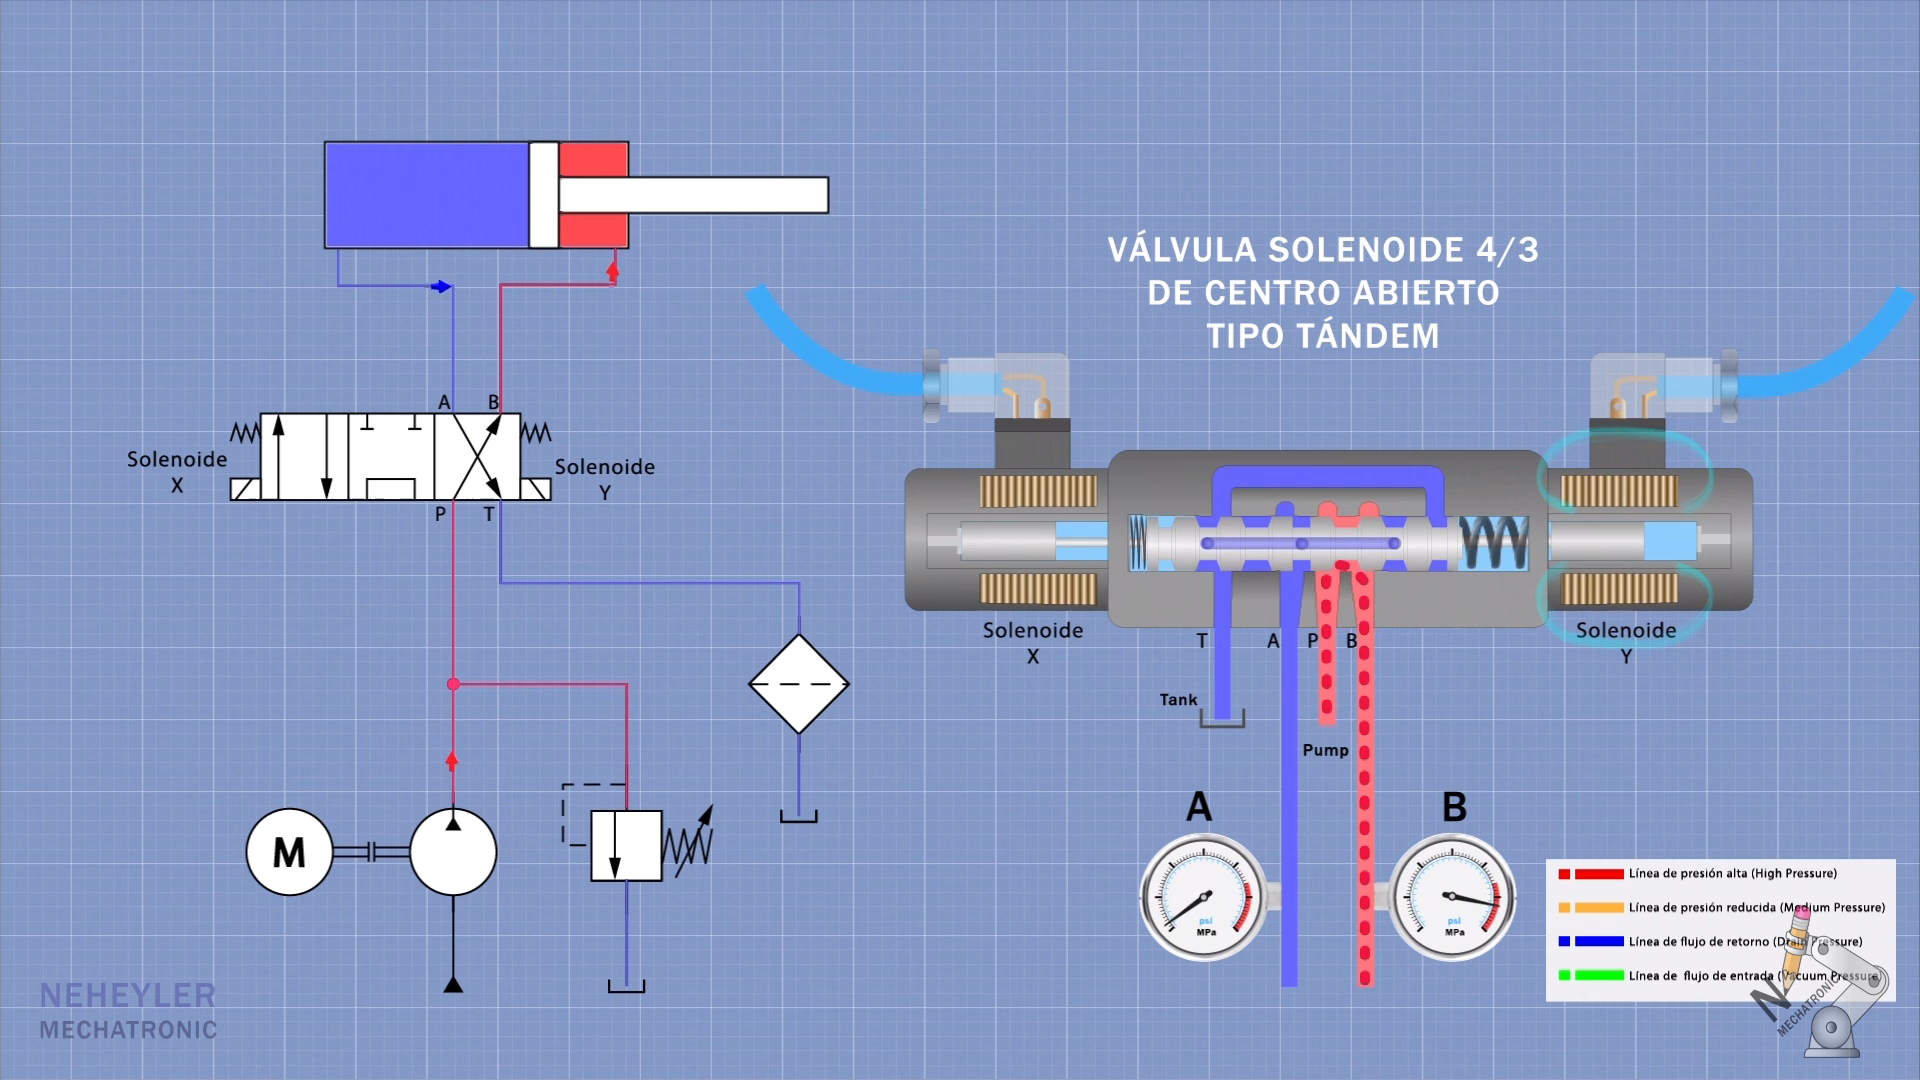 VÁLVULA SOLENOIDE 4/3
DE CENTRO ABIERTO
TIPO TÁNDEM
A B
Solenoide
X
Solenoide
Y
P T
Solenoide
X
Solenoide
Y
T A P B
Tank
Pump
A B
M
psi
MPa
psi
MPa
Línea de presión alta (High Pressure)
Línea de presión reducida (Medium Pressure)
Línea de flujo de retorno (Drain Pressure)
Línea de flujo de entrada (Vacuum Pressure)
NEHEYLER
MECHATRONIC
N
MECHATRONIC